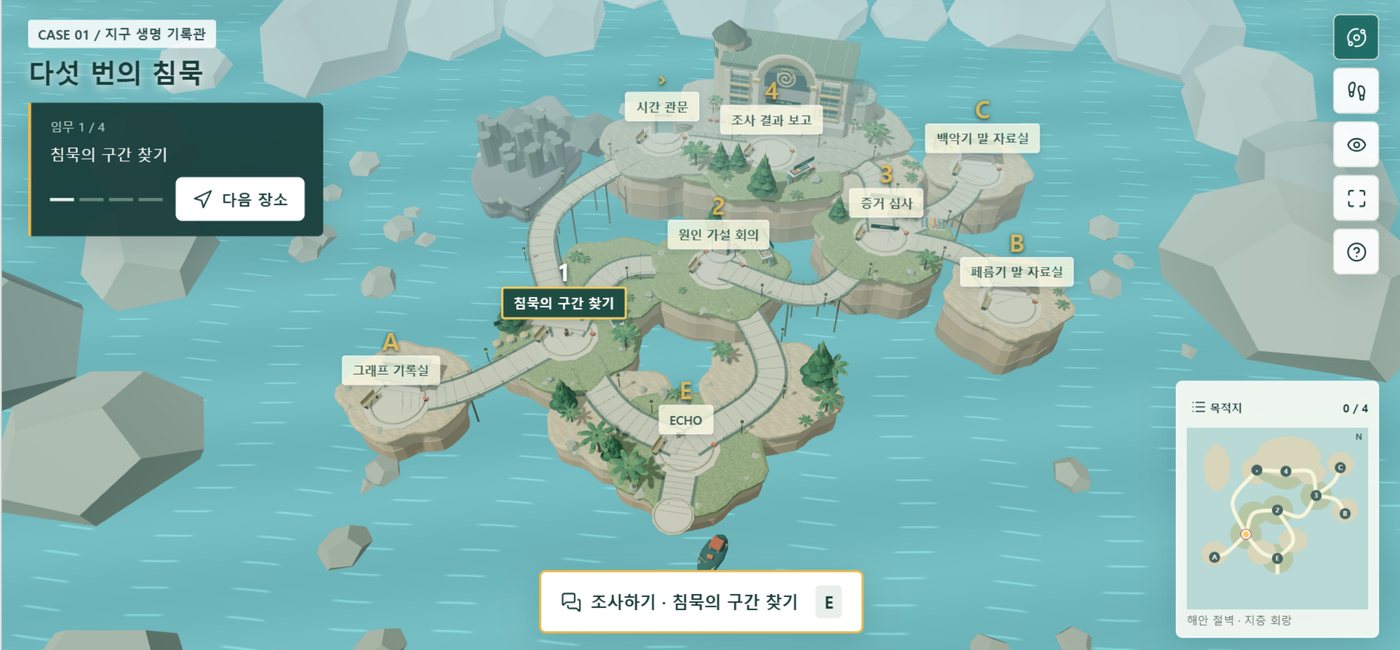 CASE 01 / 지구 생명 기록관
다섯 번의 침묵
임무 1 / 4
침묵의 구간 찾기
다음 장소
>
시간 관문
4
조사 결과 보고
C
백악기 말 자료실
3
증거 심사
2
원인 가설 회의
B
페름기 말 자료실
1
침묵의 구간 찾기
A
그래프 기록실
E
ECHO
조사하기 · 침묵의 구간 찾기 E
목적지 0 / 4
N
4
C
3
B
2
A
E
해안 절벽 · 지층 회랑